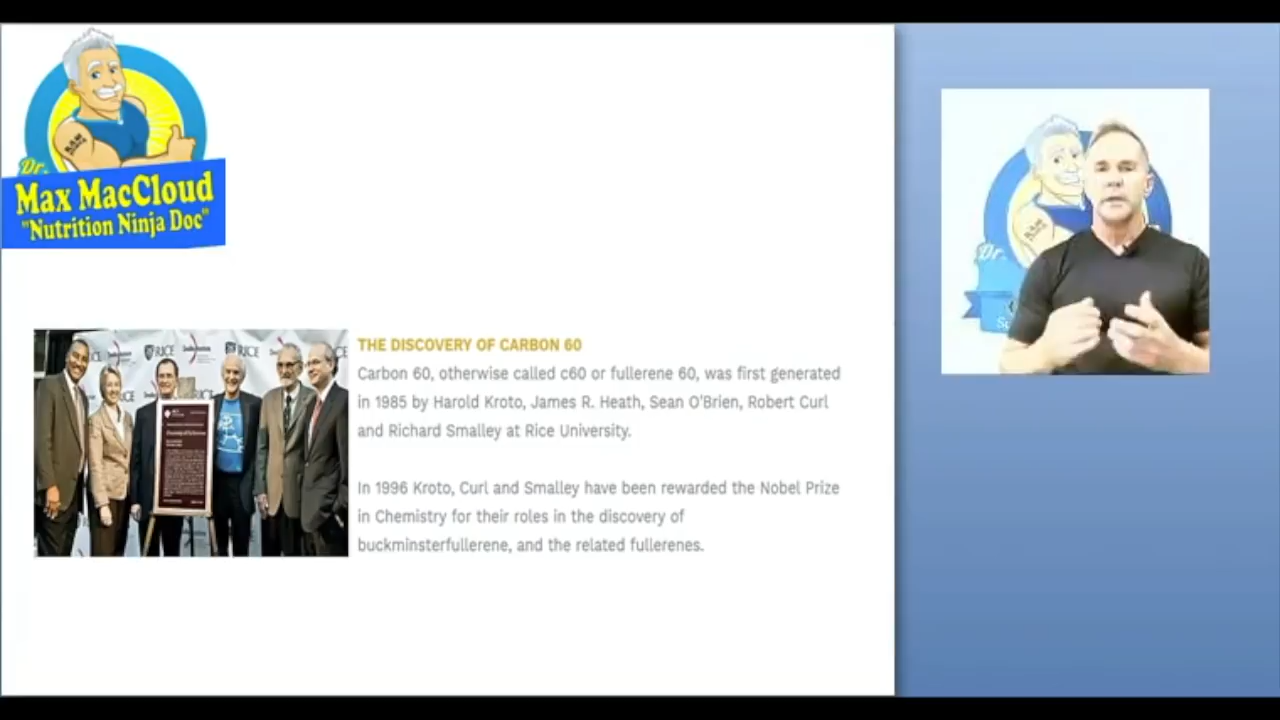 Dr.
Max MacCloud
"Nutrition Ninja Doc"
RICE
RICE
THE DISCOVERY OF CARBON 60
Carbon 60, otherwise called c60 or fullerene 60, was first generated
in 1985 by Harold Kroto, James R. Heath, Sean O'Brien, Robert Curl
and Richard Smalley at Rice University.
In 1996 Kroto, Curl and Smalley have been rewarded the Nobel Prize
in Chemistry for their roles in the discovery of
buckminsterfullerene, and the related fullerenes.
Dr.